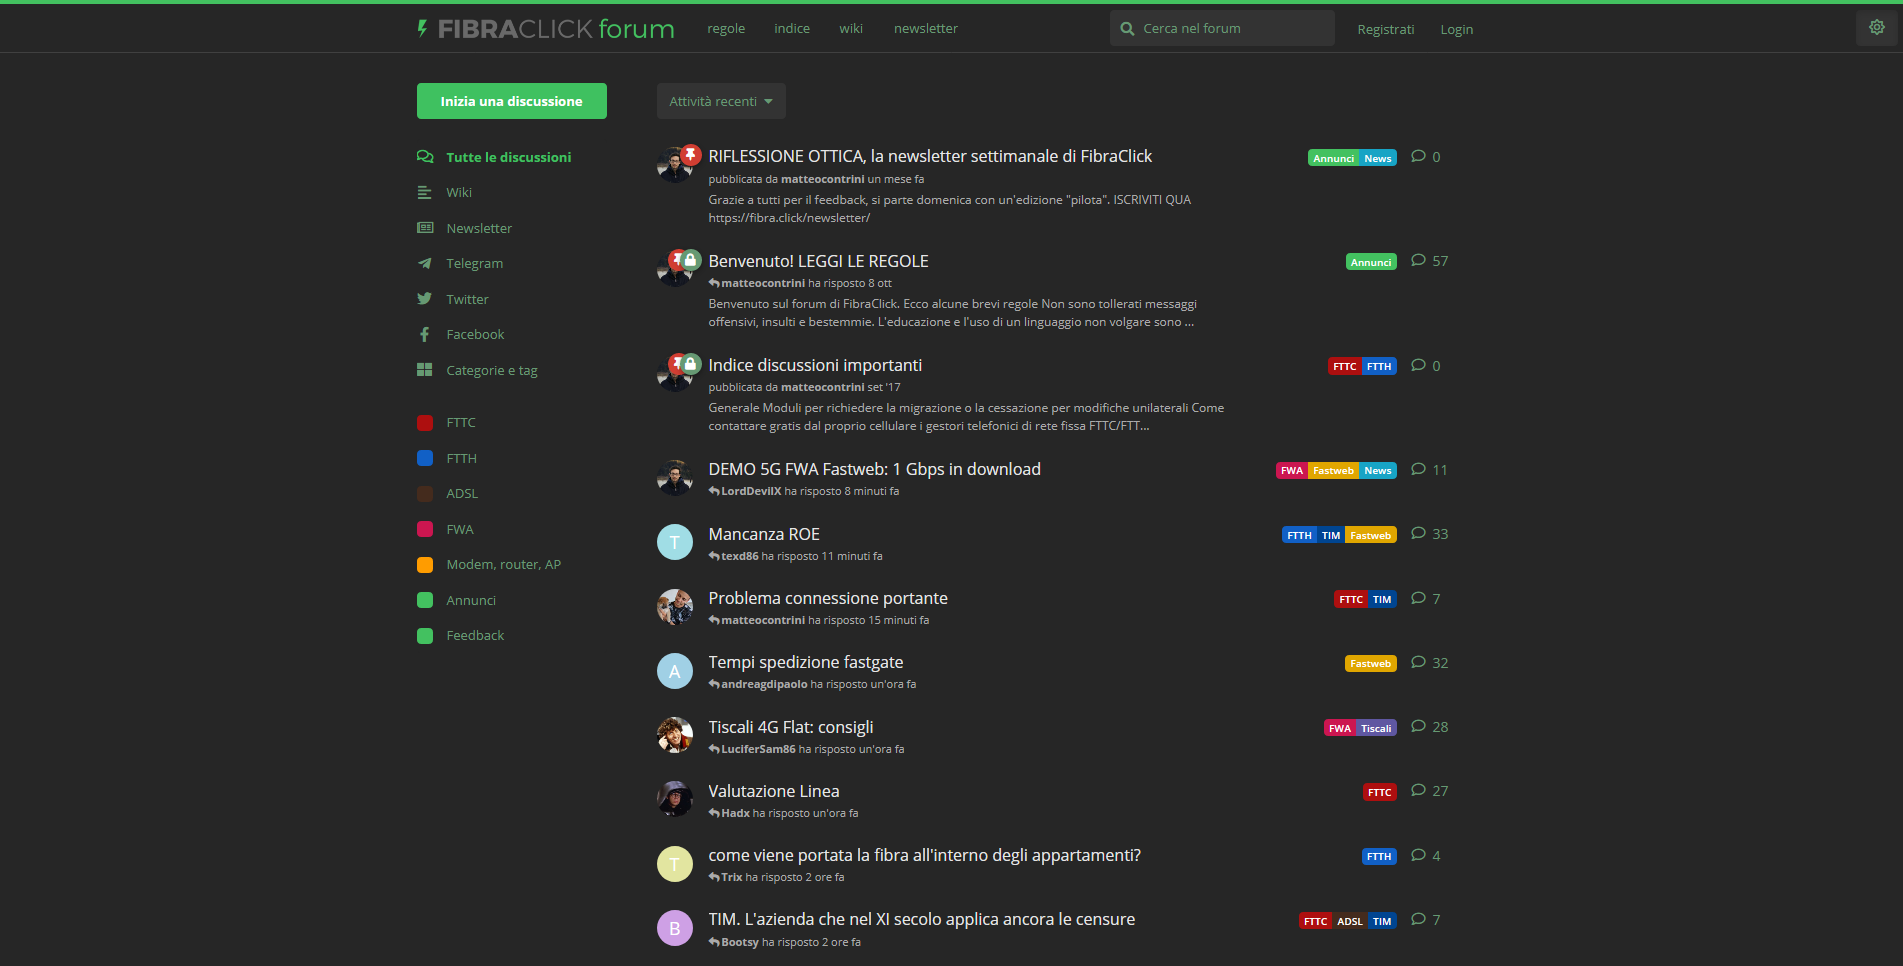 FIBRACLICK forum
regole indice wiki newsletter
Cerca nel forum
Registrati Login
Inizia una discussione
Tutte le discussioni
Wiki
Newsletter
Telegram
Twitter
Facebook
Categorie e tag
FTTC
FTTH
ADSL
FWA
Modem, router, AP
Annunci
Feedback
Attività recenti
RIFLESSIONE OTTICA, la newsletter settimanale di FibraClick Annunci News 0
pubblicata da matteocontrini un mese fa
Grazie a tutti per il feedback, si parte domenica con un'edizione "pilota". ISCRIVITI QUA
https://fibra.click/newsletter/
Benvenuto! LEGGI LE REGOLE Annunci 57
matteocontrini ha risposto 8 ott
Benvenuto sul forum di FibraClick. Ecco alcune brevi regole Non sono tollerati messaggi
offensivi, insulti e bestemmie. L'educazione e l'uso di un linguaggio non volgare sono ...
Indice discussioni importanti FTTC FTTH 0
pubblicata da matteocontrini set '17
Generale Moduli per richiedere la migrazione o la cessazione per modifiche unilaterali Come
contattare gratis dal proprio cellulare i gestori telefonici di rete fissa FTTC/FTT...
DEMO 5G FWA Fastweb: 1 Gbps in download FWA Fastweb News 11
LordDevilX ha risposto 8 minuti fa
T
Mancanza ROE FTTH TIM Fastweb 33
texd86 ha risposto 11 minuti fa
Problema connessione portante FTTC TIM 7
matteocontrini ha risposto 15 minuti fa
A
Tempi spedizione fastgate Fastweb 32
andreagdipaolo ha risposto un'ora fa
Tiscali 4G Flat: consigli FWA Tiscali 28
LuciferSam86 ha risposto un'ora fa
Valutazione Linea FTTC 27
Hadx ha risposto un'ora fa
T
come viene portata la fibra all'interno degli appartamenti? FTTH 4
Trix ha risposto 2 ore fa
B
TIM. L'azienda che nel XI secolo applica ancora le censure FTTC ADSL TIM 7
Bootsy ha risposto 2 ore fa